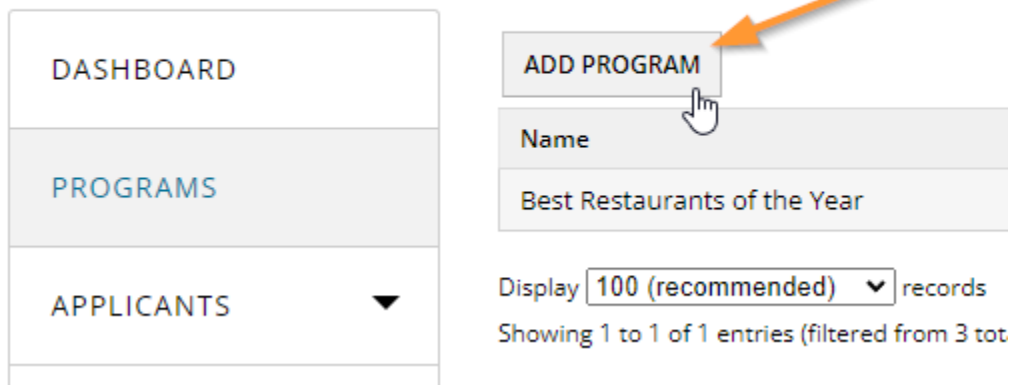 DASHBOARD
PROGRAMS
APPLICANTS
ADD PROGRAM
Name
Best Restaurants of the Year
Display 100 (recommended) records
Showing 1 to 1 of 1 entries (filtered from 3